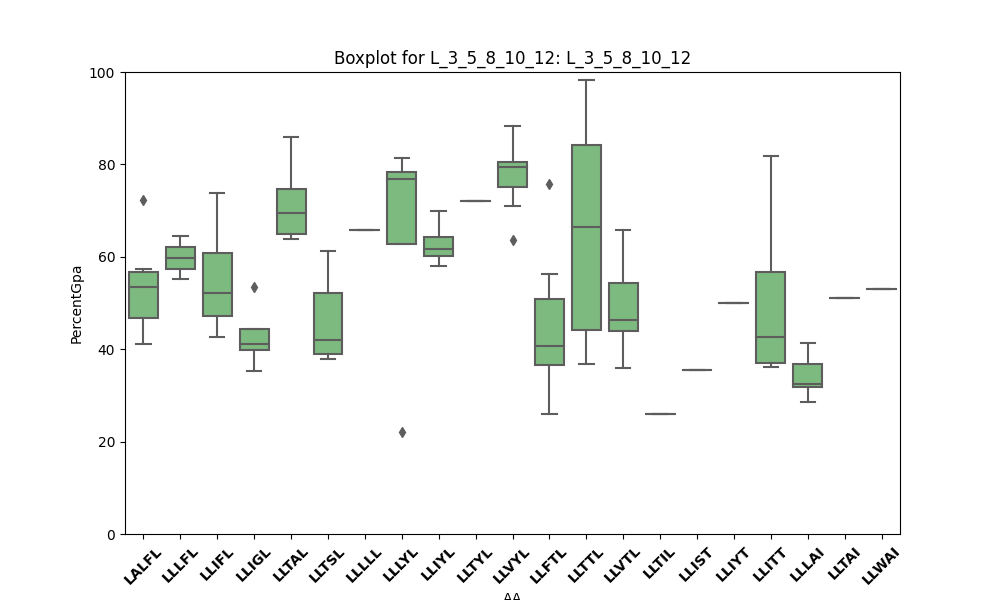 Boxplot for L_3_5_8_10_12: L_3_5_8_10_12
100
80
60
40
20
0
PercentGpa
LALFL
LLLFL
LLIFL
LLIGL
LLTAL
LLTSL
LLLLL
LLLYL
LLIYL
LLTYL
LLVYL
LLFTL
LLTTL
LLVTL
LLTIL
LLIST
LLIYT
LLITT
LLLAI
LLTAI
LLWAI
AA